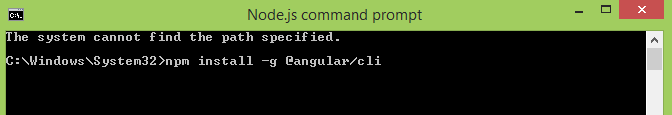 Node.js command prompt
The system cannot find the path specified.
C:\Windows\System32>npm install -g @angular/cli